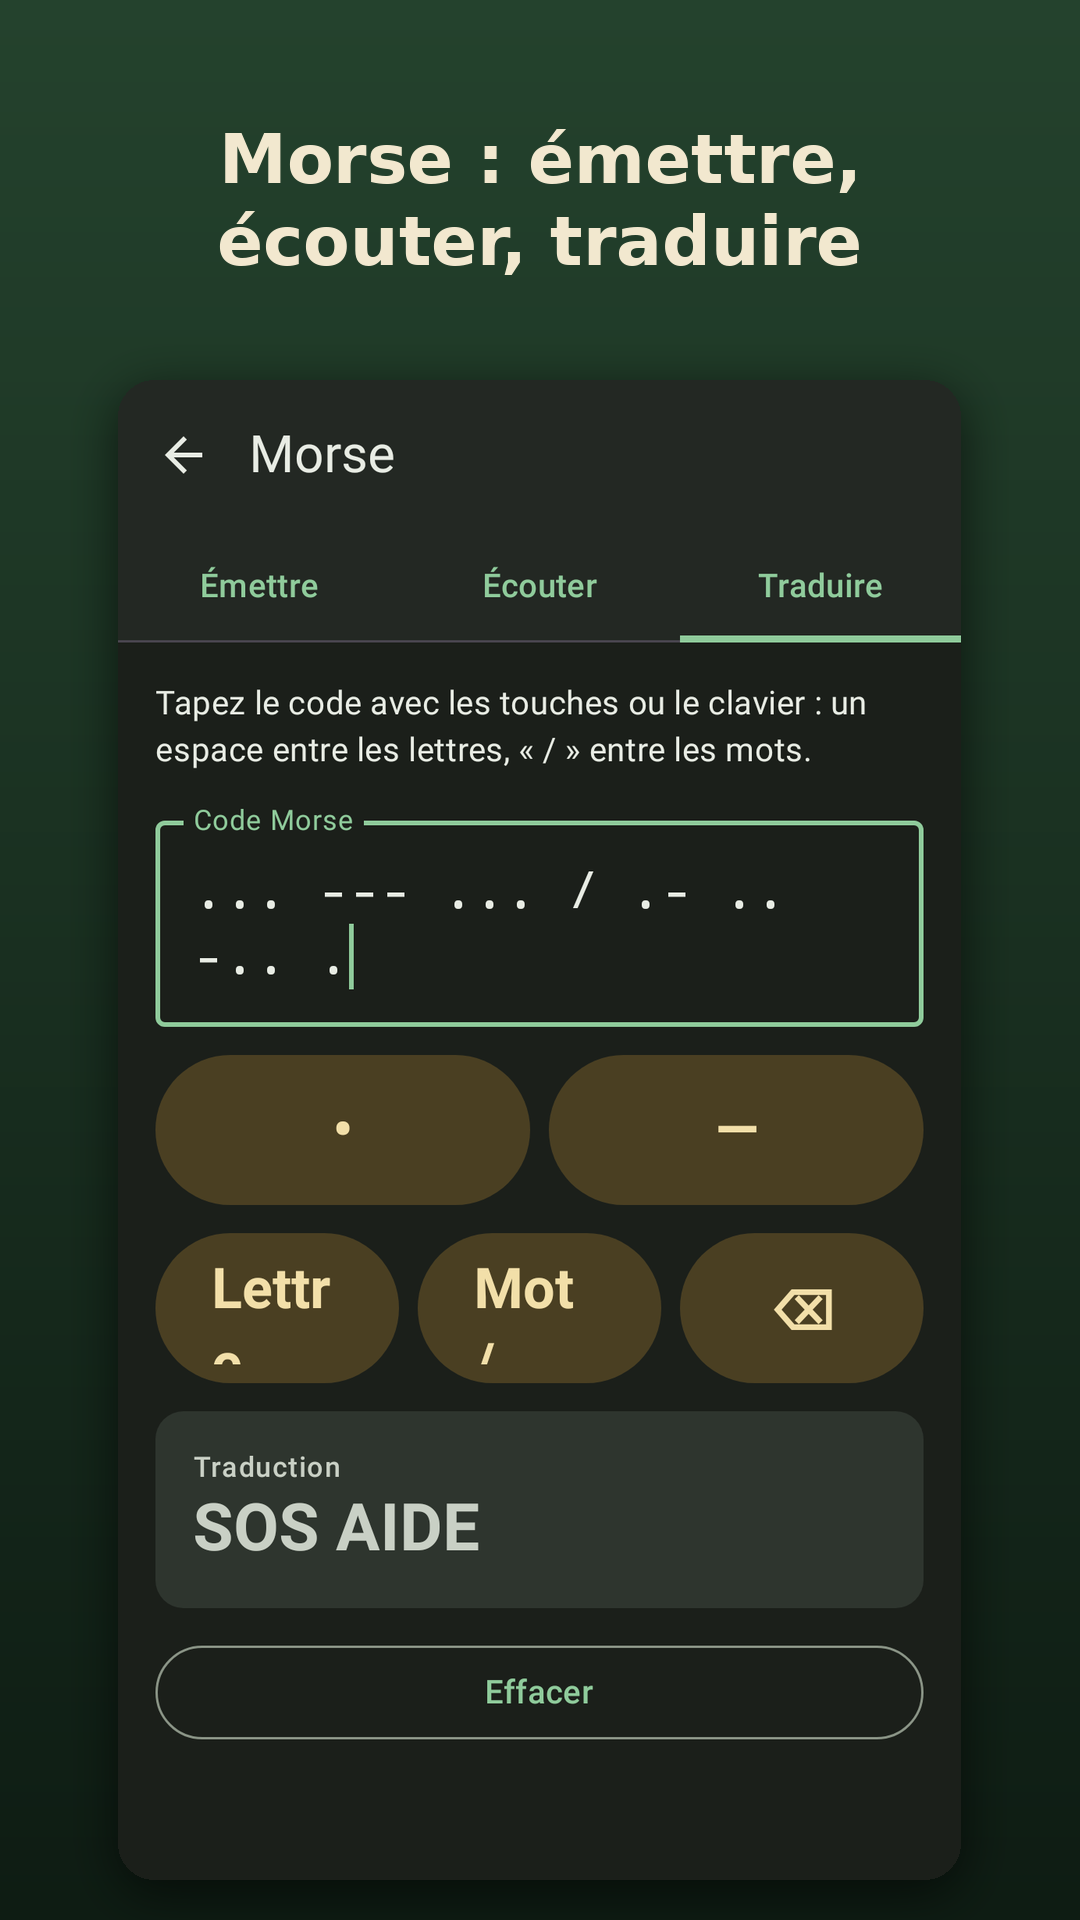 Morse : émettre,
écouter, traduire
Morse
Émettre
Écouter
Traduire
Tapez le code avec les touches ou le clavier : un
espace entre les lettres, « / » entre les mots.
Code Morse
... --- ... / .- ..
-.. .
•
—
Lettr
Mot
/
⌫
Traduction
SOS AIDE
Effacer